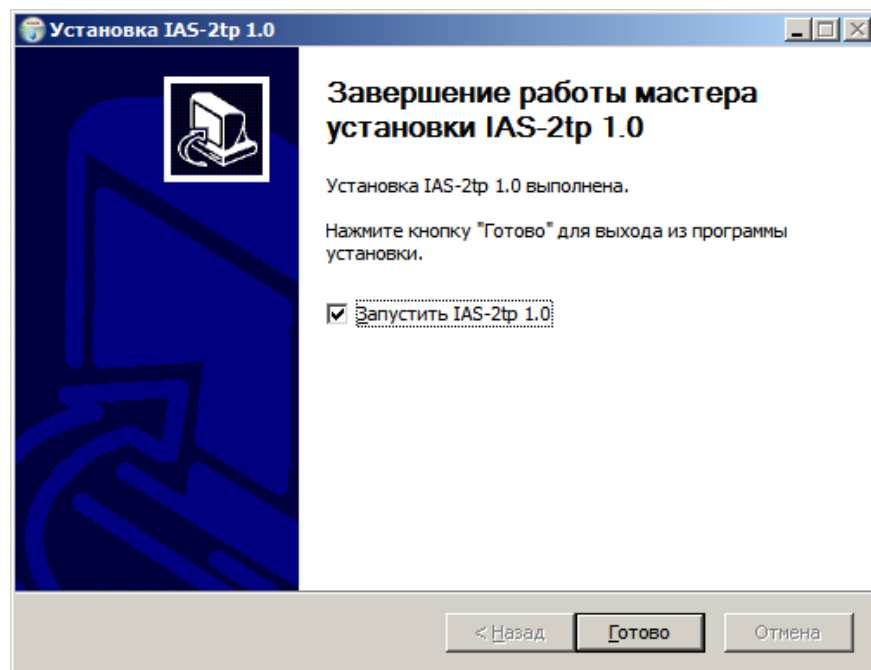 Установка IAS-2tp 1.0
Завершение работы мастера
установки IAS-2tp 1.0
Установка IAS-2tp 1.0 выполнена.
Нажмите кнопку "Готово" для выхода из программы
установки.
Запустить IAS-2tp 1.0
< Назад
Готово
Отмена